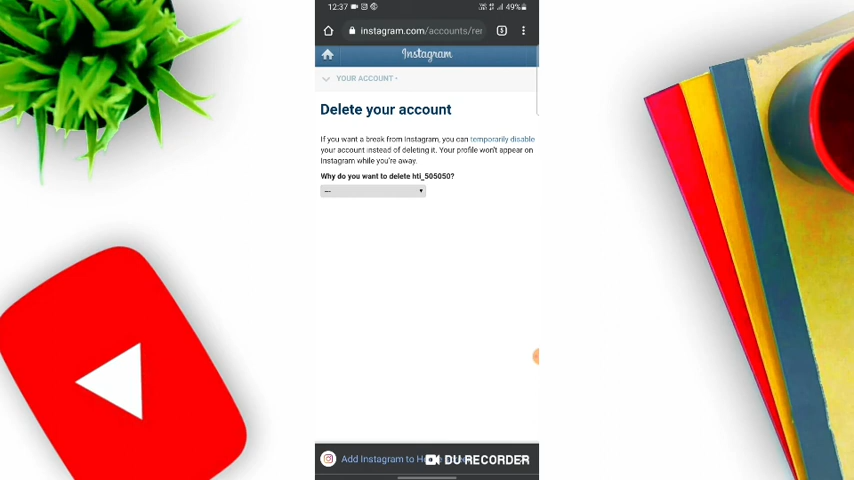 12:37 49%
instagram.com/accounts/rer
Instagram
YOUR ACCOUNT
Delete your account
If you want a break from Instagram, you can temporarily disable
your account instead of deleting it. Your profile won't appear on
Instagram while you're away.
Why do you want to delete hti_505050?
---
Add Instagram to H
DU RECORDER